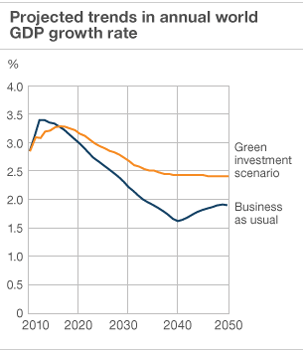 Projected trends in annual world
GDP growth rate
%
4.0
3.5
3.0
2.5
2.0
1.5
1.0
0.5
0
2010 2020 2030 2040 2050
Green
investment
scenario
Business
as usual